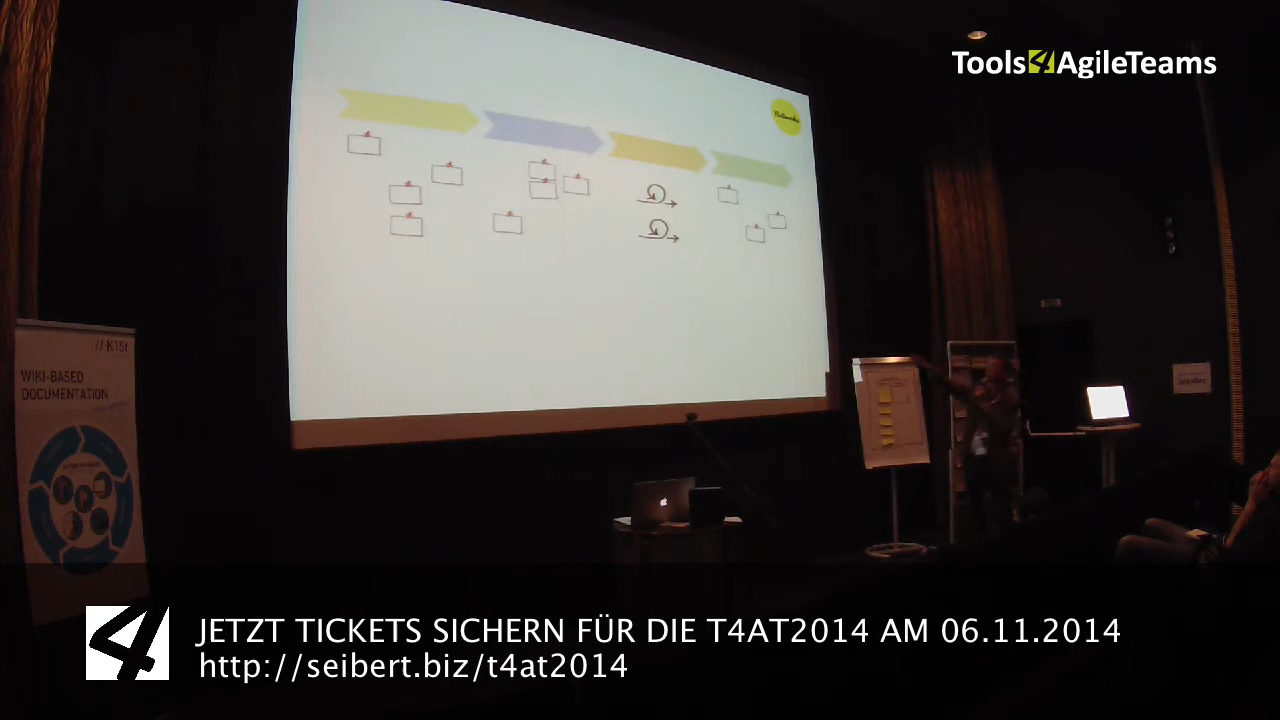 Tools4AgileTeams
// K15t
WIKI-BASED
DOCUMENTATION
JETZT TICKETS SICHERN FÜR DIE T4AT2014 AM 06.11.2014
http://seibert.biz/t4at2014